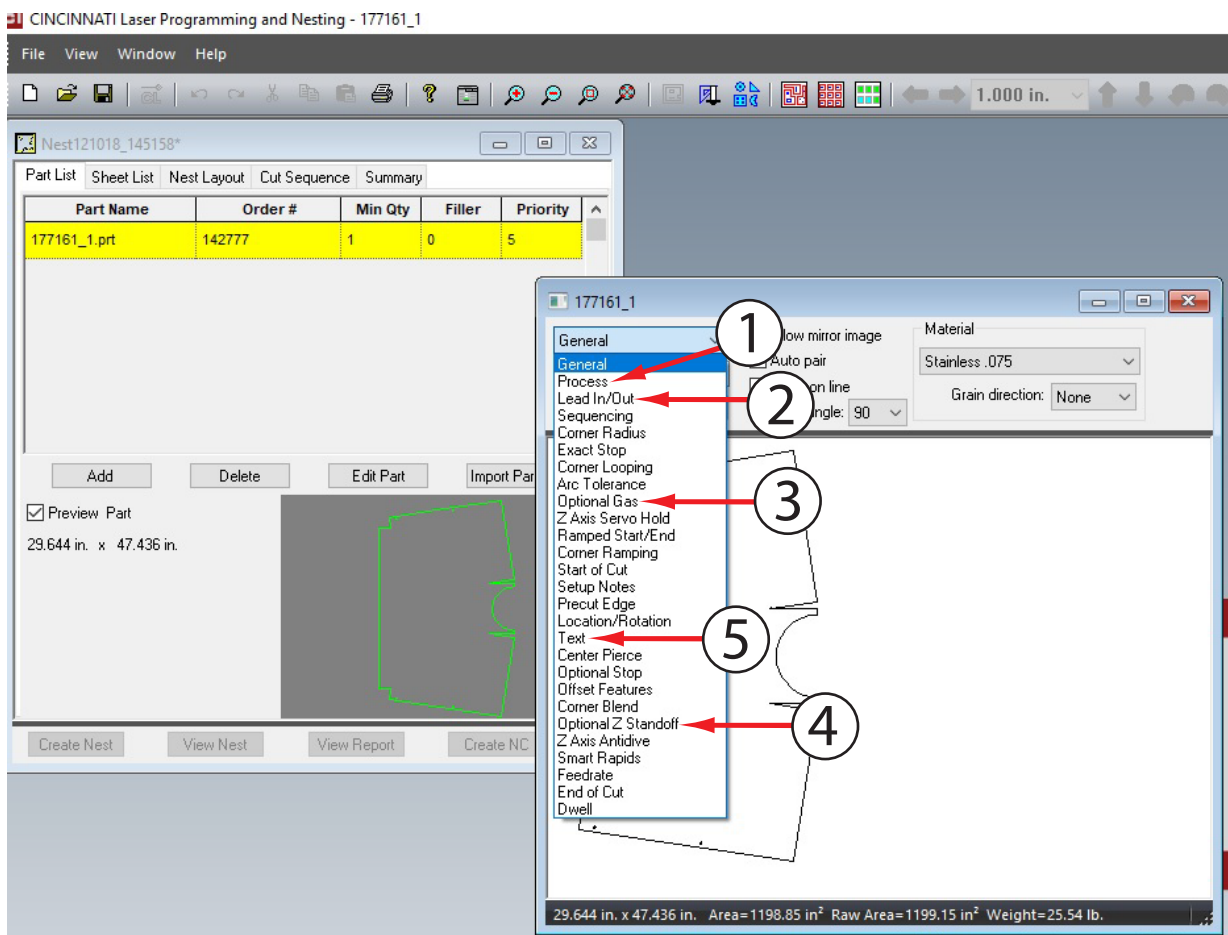 CINCINNATI Laser Programming and Nesting - 177161_1
File View Window Help
1.000 in.
Nest121018_145158*
Part List Sheet List Nest Layout Cut Sequence Summary
Part Name Order # Min Qty Filler Priority
177161_1.prt 142777 1 0 5
Add Delete Edit Part Import Par
Preview Part
29.644 in. x 47.436 in.
Create Nest View Nest View Report Create NC
177161_1
General
low mirror image
Auto pair
on line
ngle: 90
Material
Stainless .075
Grain direction: None
General
Process
Lead In/Out
Sequencing
Corner Radius
Exact Stop
Corner Looping
Arc Tolerance
Optional Gas
Z Axis Servo Hold
Ramped Start/End
Corner Ramping
Start of Cut
Setup Notes
Precut Edge
Location/Rotation
Text
Center Pierce
Optional Stop
Offset Features
Corner Blend
Optional Z Standoff
Z Axis Antidive
Smart Rapids
Feedrate
End of Cut
Dwell
1
2
3
5
4
29.644 in. x 47.436 in. Area=1198.85 in² Raw Area=1199.15 in² Weight=25.54 lb.